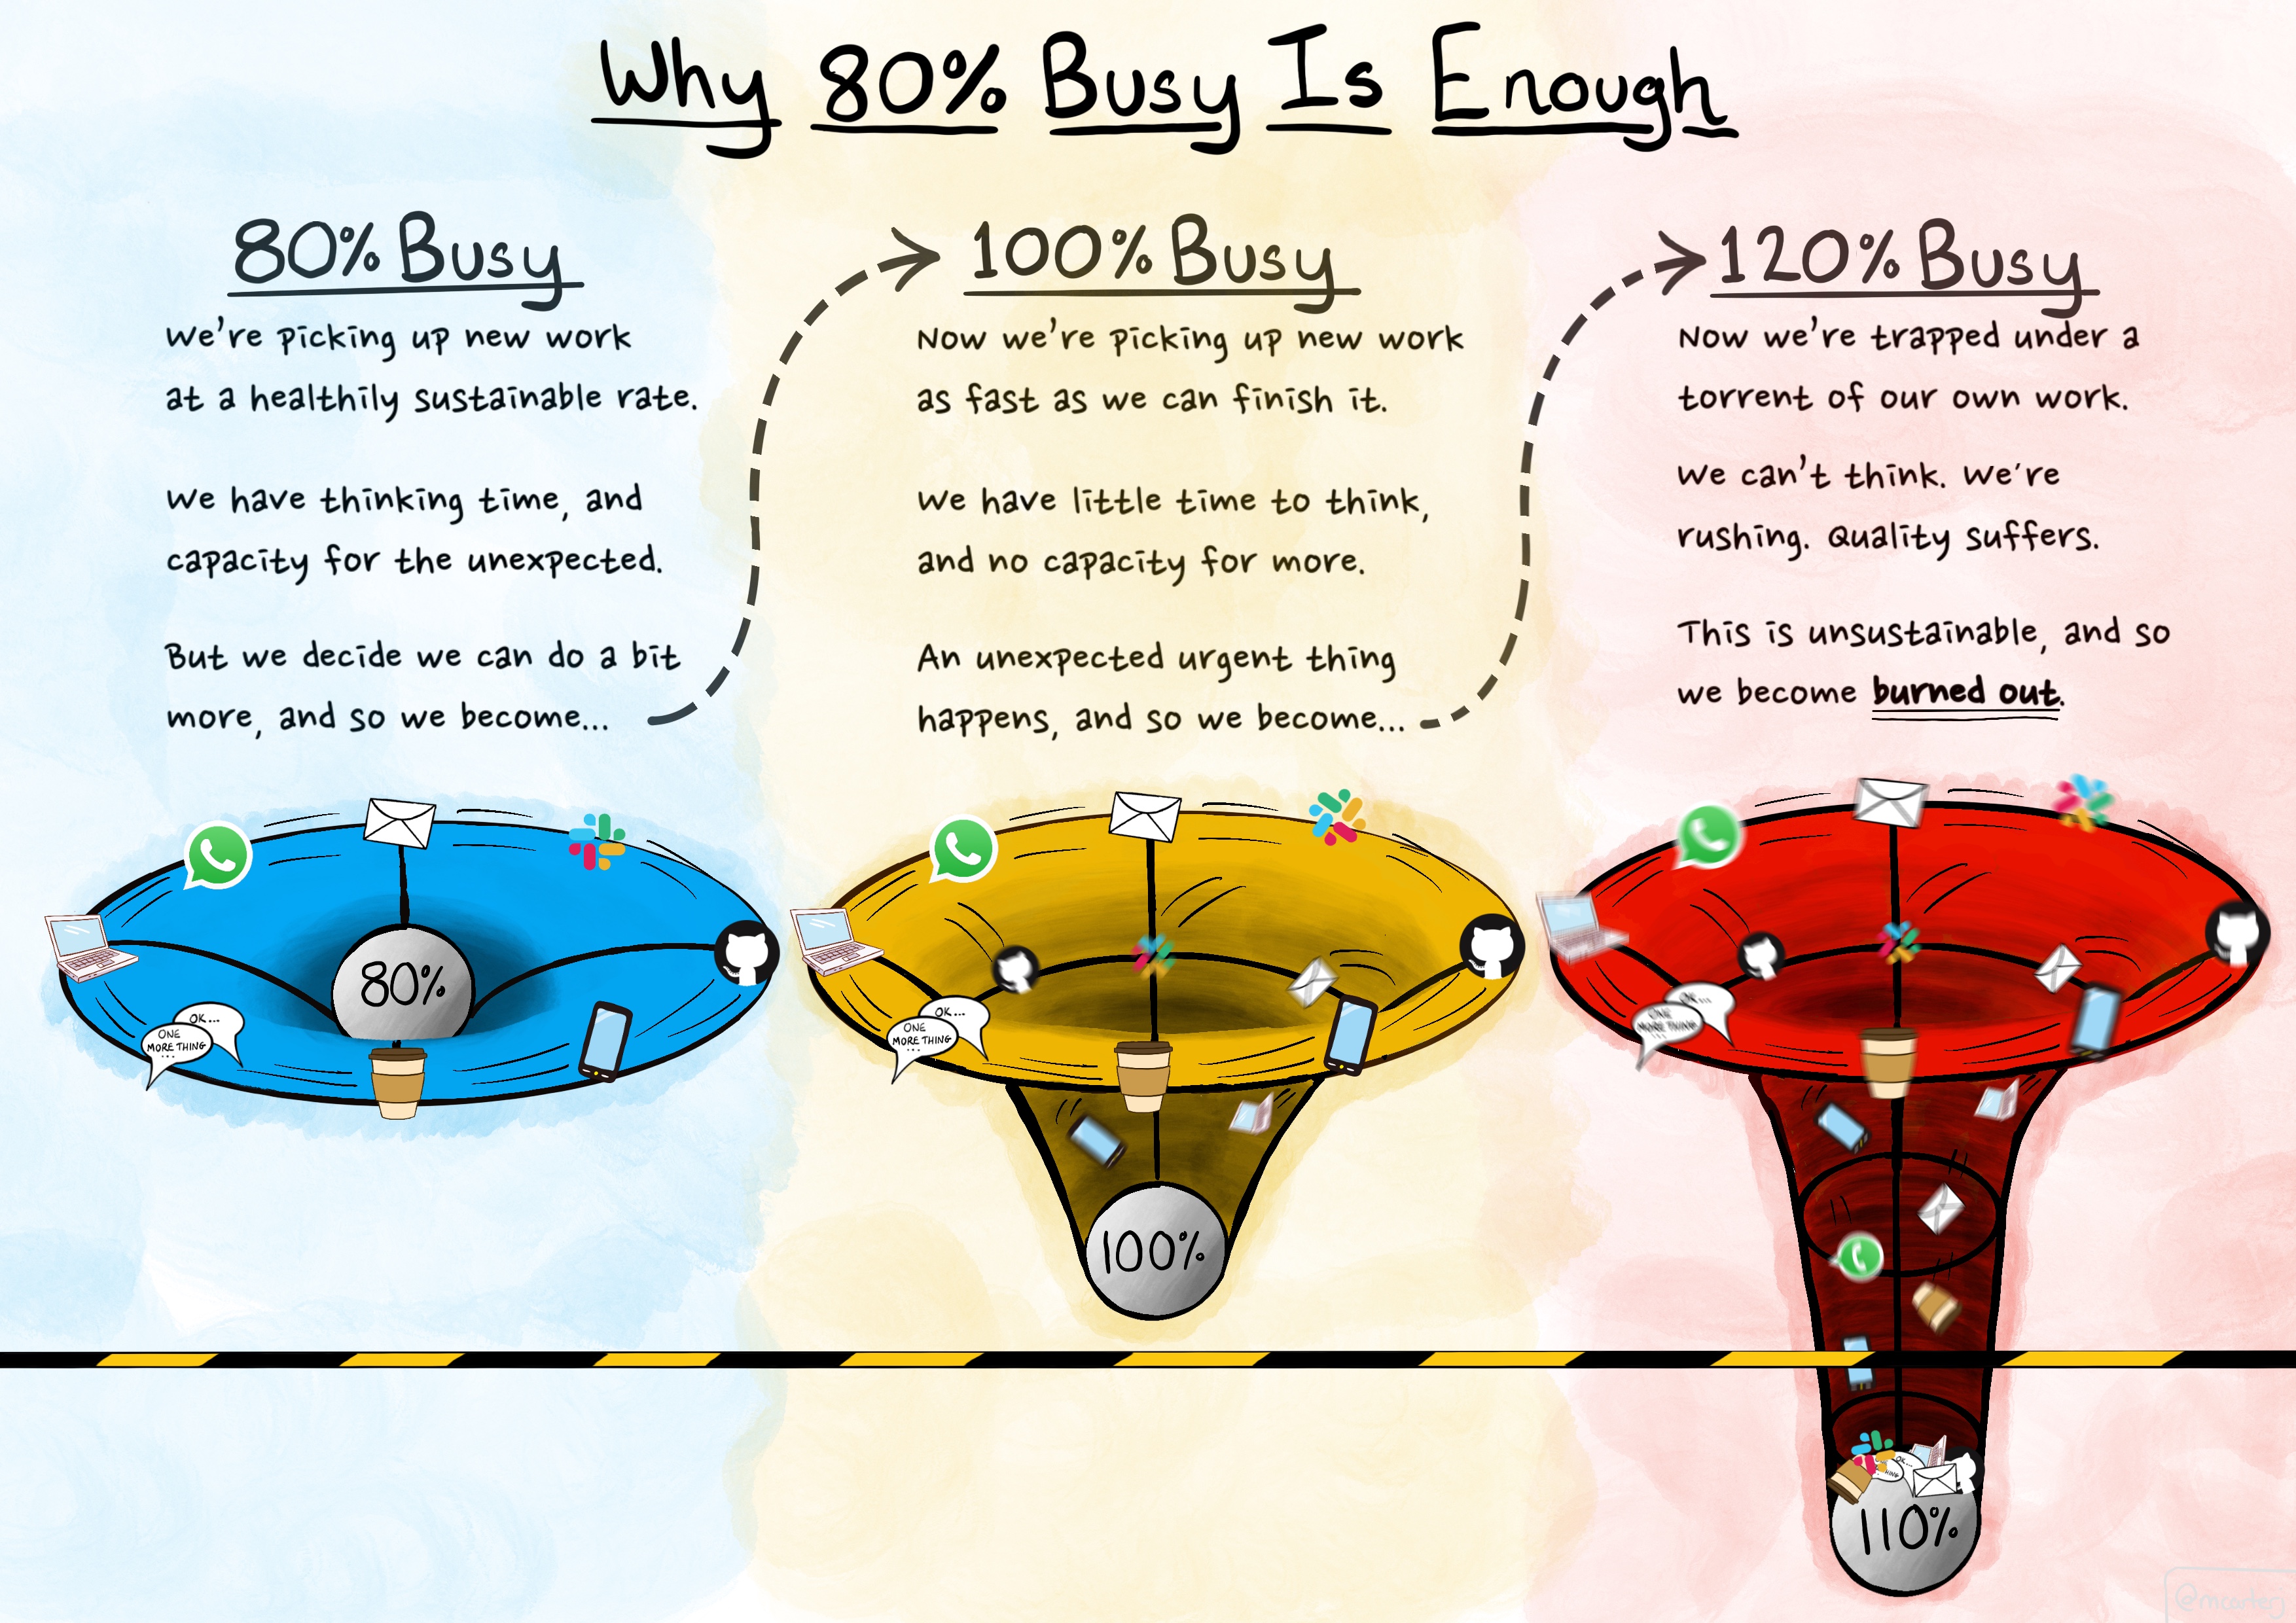 Why 80% Busy Is Enough
80% Busy
We're picking up new work
at a healthily sustainable rate.
We have thinking time, and
capacity for the unexpected.
But we decide we can do a bit
more, and so we become...
100% Busy
Now we're picking up new work
as fast as we can finish it.
We have little time to think,
and no capacity for more.
An unexpected urgent thing
happens, and so we become...
120% Busy
Now we're trapped under a
torrent of our own work.
We can't think. We're
rushing. Quality suffers.
This is unsustainable, and so
we become burned out.
80%
OK...
ONE
MORE THING
...
100%
OK...
ONE
MORE THING
...
OK...
ONE
MORE THING
...
OK...
110%